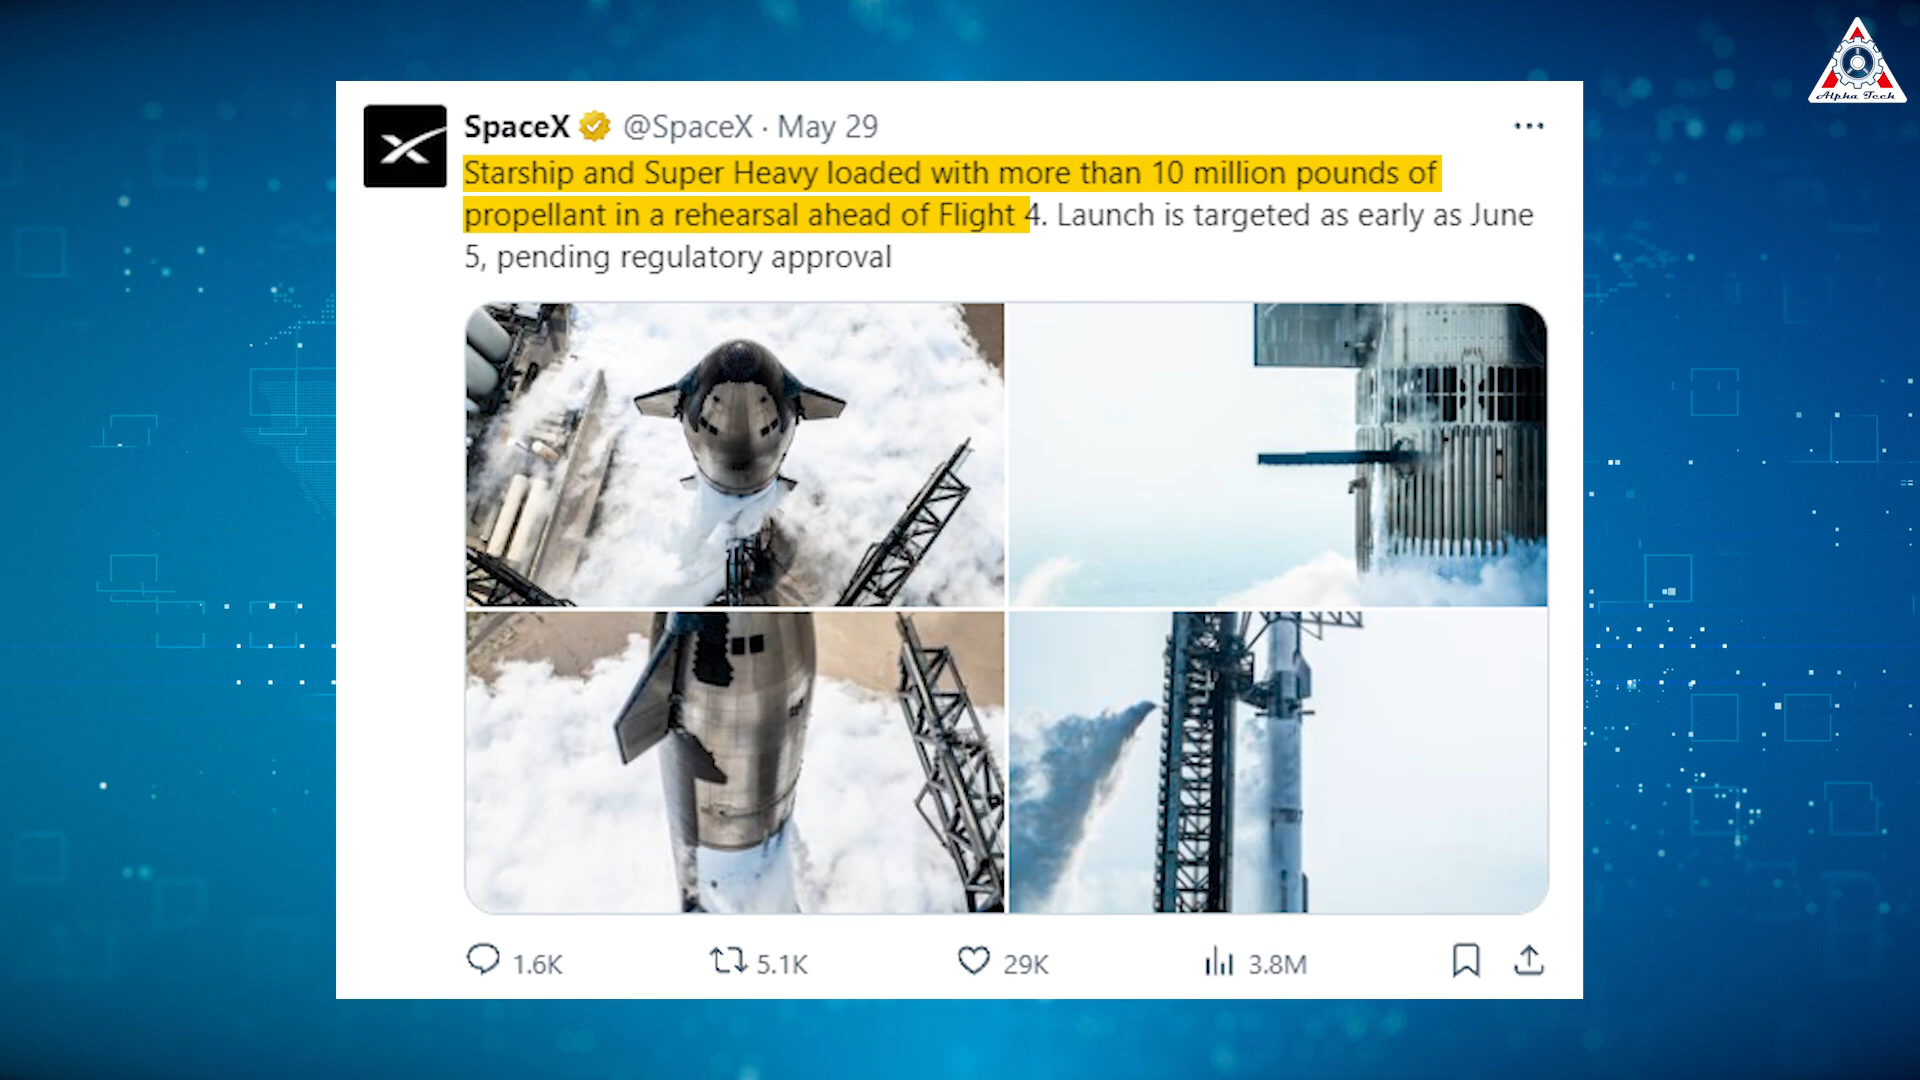 Alpha Tech
SpaceX @SpaceX · May 29
Starship and Super Heavy loaded with more than 10 million pounds of
propellant in a rehearsal ahead of Flight 4. Launch is targeted as early as June
5, pending regulatory approval
1.6K 5.1K 29K 3.8M